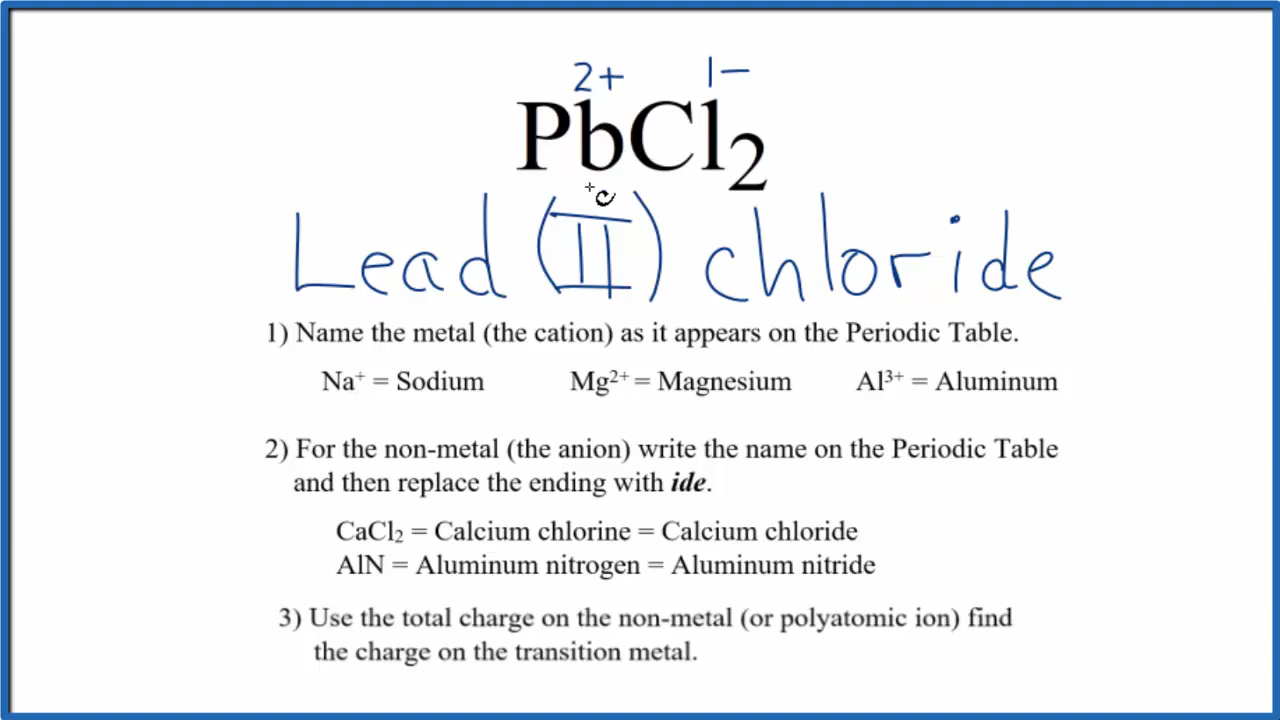 2+ 1−
PbCl₂
Lead (II) chloride
1) Name the metal (the cation) as it appears on the Periodic Table.
Na⁺ = Sodium Mg²⁺ = Magnesium Al³⁺ = Aluminum
2) For the non-metal (the anion) write the name on the Periodic Table
and then replace the ending with ide.
CaCl₂ = Calcium chlorine = Calcium chloride
AlN = Aluminum nitrogen = Aluminum nitride
3) Use the total charge on the non-metal (or polyatomic ion) find
the charge on the transition metal.